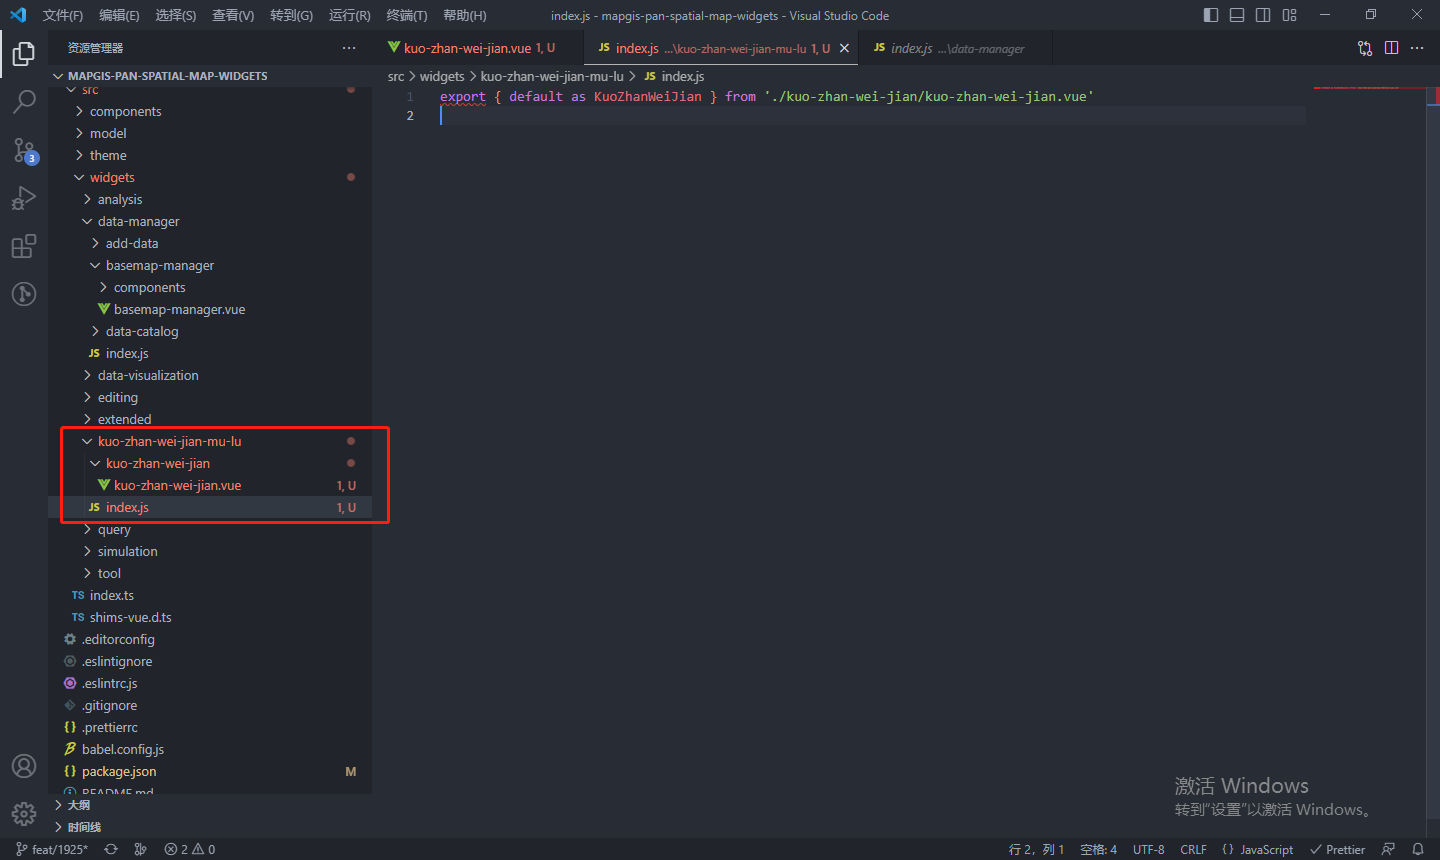 文件(F) 编辑(E) 选择(S) 查看(V) 转到(G) 运行(R) 终端(T) 帮助(H) index.js - mapgis-pan-spatial-map-widgets - Visual Studio Code
资源管理器 ···
kuo-zhan-wei-jian.vue 1, U
JS index.js ...\kuo-zhan-wei-jian-mu-lu 1, U
JS index.js ...\data-manager
MAPGIS-PAN-SPATIAL-MAP-WIDGETS
src > widgets > kuo-zhan-wei-jian-mu-lu > JS index.js
1 export { default as KuoZhanWeiJian } from './kuo-zhan-wei-jian/kuo-zhan-wei-jian.vue'
2
src
components
model
theme
widgets
analysis
data-manager
add-data
basemap-manager
components
basemap-manager.vue
data-catalog
JS index.js
data-visualization
editing
extended
kuo-zhan-wei-jian-mu-lu
kuo-zhan-wei-jian
kuo-zhan-wei-jian.vue 1, U
JS index.js 1, U
query
simulation
tool
TS index.ts
TS shims-vue.d.ts
.editorconfig
.eslintignore
.eslintrc.js
.gitignore
{} .prettierrc
babel.config.js
{} package.json M
README.md
大纲
时间线
3
激活 Windows
转到"设置"以激活 Windows。
feat/1925* 2 0 行 2，列 1 空格: 4 UTF-8 CRLF {} JavaScript Prettier